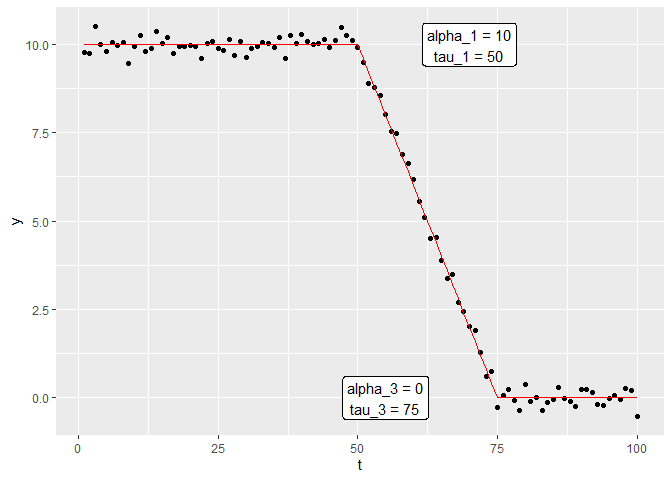 10.0
7.5
5.0
2.5
0.0
y
alpha_1 = 10
tau_1 = 50
alpha_3 = 0
tau_3 = 75
0 25 50 75 100
t